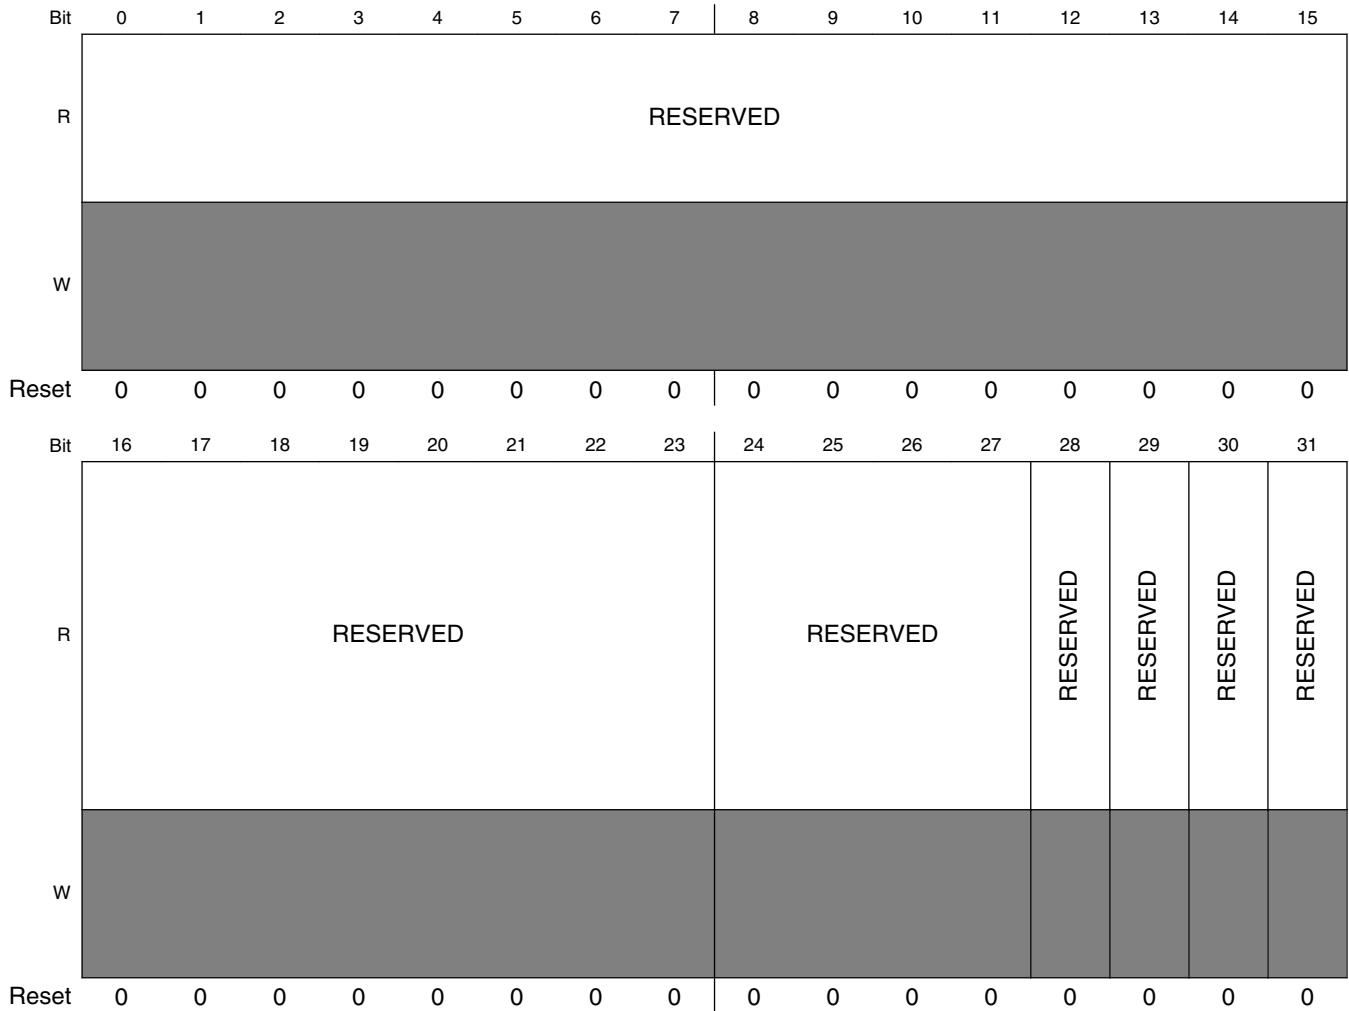 Bit 0 1 2 3 4 5 6 7 8 9 10 11 12 13 14 15
R RESERVED
W
Reset 0 0 0 0 0 0 0 0 0 0 0 0 0 0 0 0
Bit 16 17 18 19 20 21 22 23 24 25 26 27 28 29 30 31
R RESERVED RESERVED RESERVED RESERVED RESERVED RESERVED
W
Reset 0 0 0 0 0 0 0 0 0 0 0 0 0 0 0 0